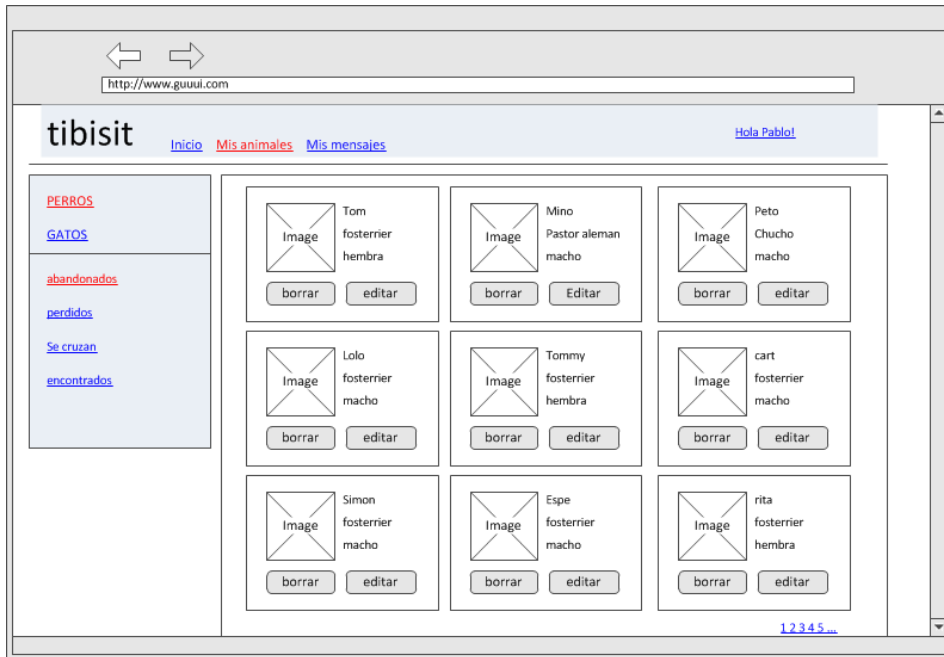 http://www.guuui.com
tibisit
Inicio Mis animales Mis mensajes
Hola Pablo!
PERROS
GATOS
abandonados
perdidos
Se cruzan
encontrados
Image
Tom
fosterrier
hembra
borrar editar
Image
Mino
Pastor aleman
macho
borrar Editar
Image
Peto
Chucho
macho
borrar editar
Image
Lolo
fosterrier
macho
borrar editar
Image
Tommy
fosterrier
hembra
borrar editar
Image
cart
fosterrier
macho
borrar editar
Image
Simon
fosterrier
macho
borrar editar
Image
Espe
fosterrier
macho
borrar editar
Image
rita
fosterrier
hembra
borrar editar
1 2 3 4 5 ...